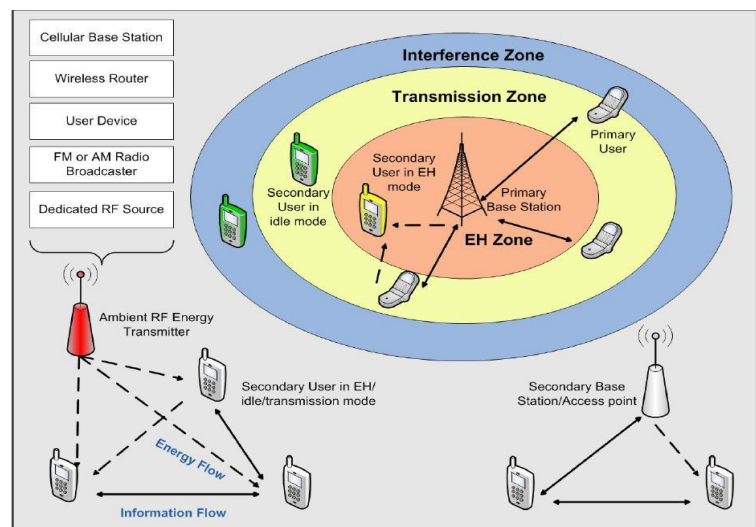 Cellular Base Station
Wireless Router
User Device
FM or AM Radio
Broadcaster
Dedicated RF Source
Ambient RF Energy
Transmitter
Interference Zone
Transmission Zone
Secondary
User in EH
mode
Primary
User
Secondary
User in
idle mode
Primary
Base Station
EH Zone
Secondary User in EH/
idle/transmission mode
Energy Flow
Information Flow
Secondary Base
Station/Access point